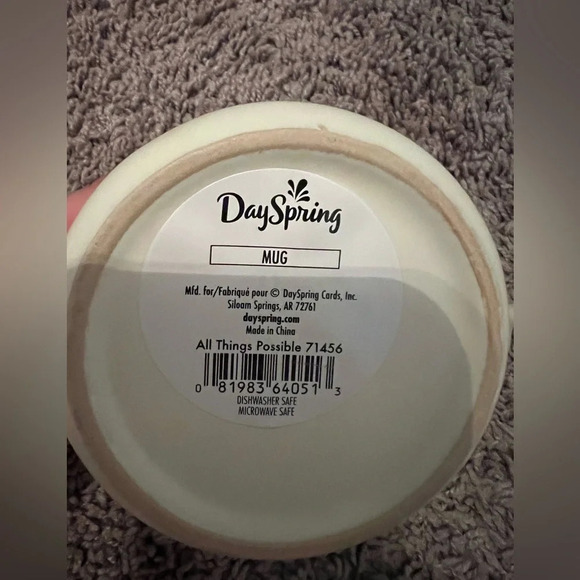 DaySpring
MUG
Mfd. for/Fabriqué pour © DaySpring Cards, Inc.
Siloam Springs, AR 72761
dayspring.com
Made in China
All Things Possible 71456
0 81983 64051 3
DISHWASHER SAFE
MICROWAVE SAFE